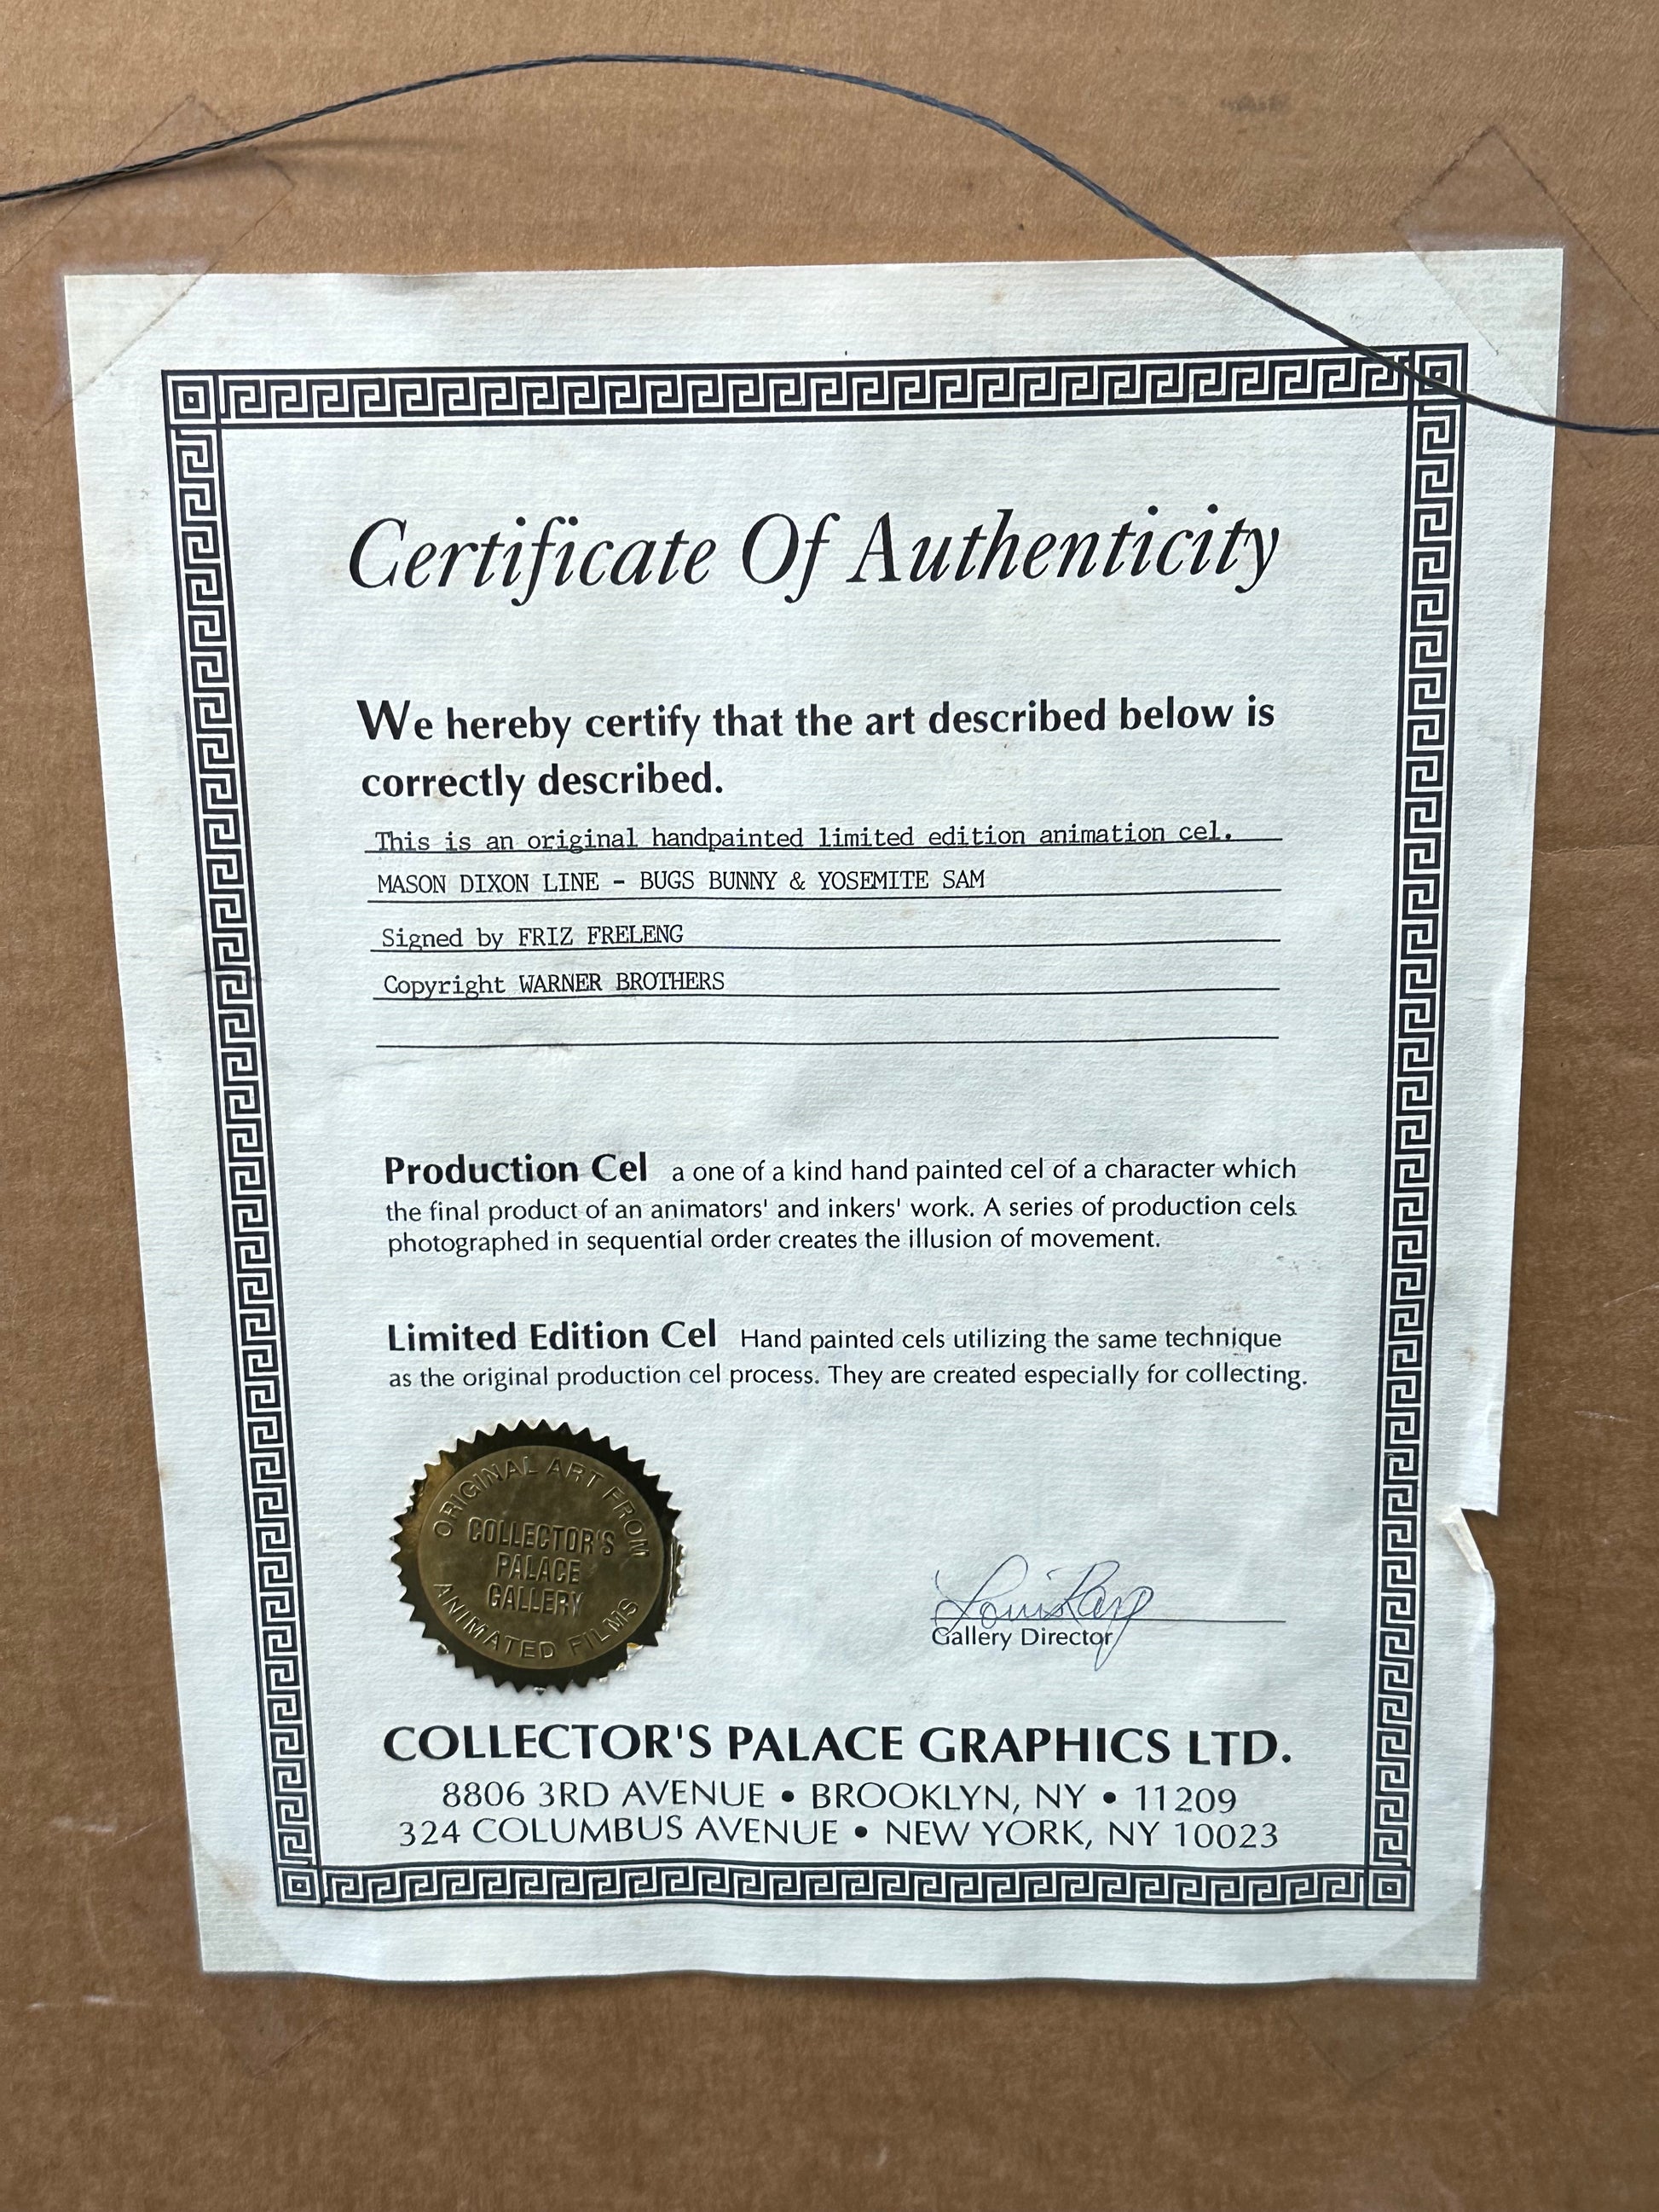 Certificate Of Authenticity
We hereby certify that the art described below is
correctly described.
This is an original handpainted limited edition animation cel.
MASON DIXON LINE - BUGS BUNNY & YOSEMITE SAM
Signed by FRIZ FRELENG
Copyright WARNER BROTHERS
Production Cel a one of a kind hand painted cel of a character which
the final product of an animators' and inkers' work. A series of production cels
photographed in sequential order creates the illusion of movement.
Limited Edition Cel Hand painted cels utilizing the same technique
as the original production cel process. They are created especially for collecting.
ORIGINAL ART FROM
COLLECTOR'S
PALACE
GALLERY
ANIMATED FILMS
Gallery Director
COLLECTOR'S PALACE GRAPHICS LTD.
8806 3RD AVENUE • BROOKLYN, NY • 11209
324 COLUMBUS AVENUE • NEW YORK, NY 10023